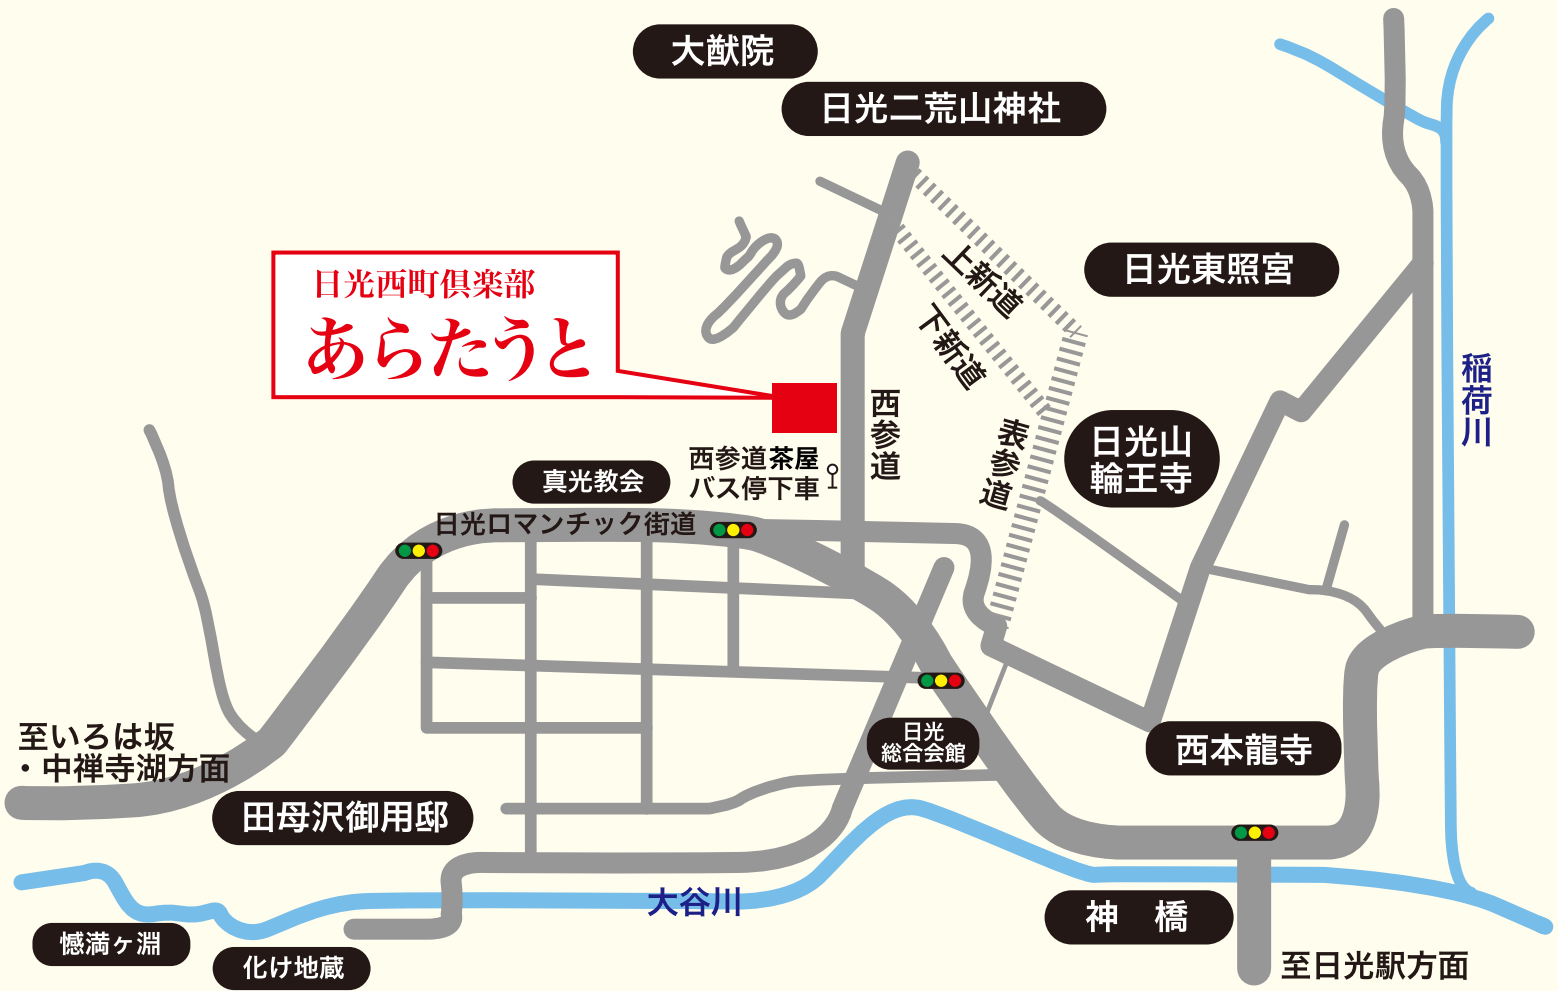 大猷院
日光二荒山神社
日光東照宮
上新道
下新道
日光西町倶楽部
あらたうと
稲荷川
西参道
表参道
日光山
輪王寺
西参道茶屋
バス停下車
真光教会
日光ロマンチック街道
至いろは坂
・中禅寺湖方面
日光
総合会館
西本龍寺
田母沢御用邸
大谷川
神　橋
憾満ヶ淵
化け地蔵
至日光駅方面